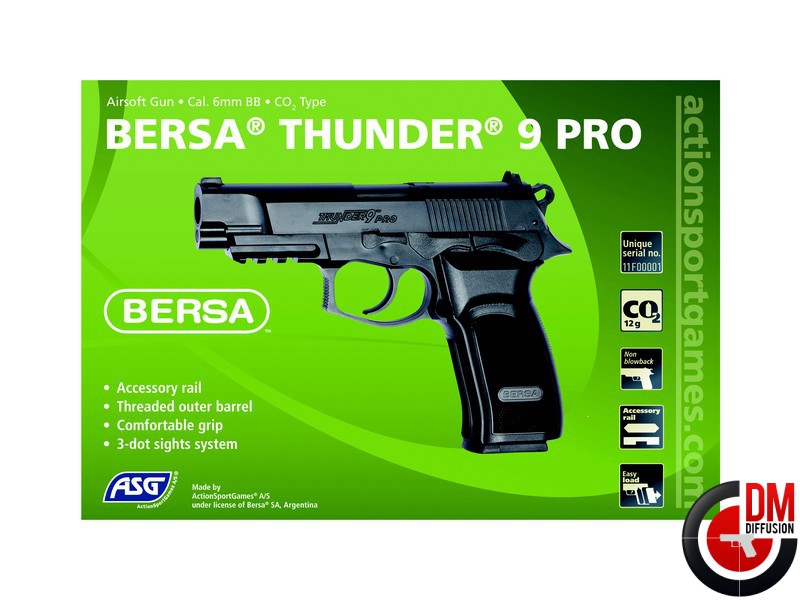 Airsoft Gun • Cal. 6mm BB • CO2 Type
BERSA® THUNDER® 9 PRO
actionsportgames.com
THUNDER 9 PRO
Unique
serial no.
11F00001
BERSA™
CO2
12g
Non
blowback
BERSA
• Accessory rail
• Threaded outer barrel
• Comfortable grip
• 3-dot sights system
Accessory
rail
Easy
load
ASG®
ActionSportGames A/S®
Made by
ActionSportGames® A/S
under license of Bersa® SA, Argentina
DM
DIFFUSION